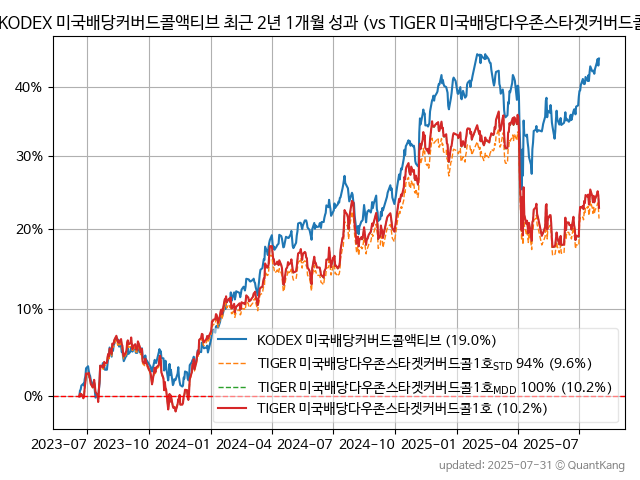 KODEX 미국배당커버드콜액티브 최근 2년 1개월 성과 (vs TIGER 미국배당다우존스타겟커버드콜
40%
30%
20%
10%
0%
KODEX 미국배당커버드콜액티브 (19.0%)
TIGER 미국배당다우존스타겟커버드콜1호STD 94% (9.6%)
TIGER 미국배당다우존스타겟커버드콜1호MDD 100% (10.2%)
TIGER 미국배당다우존스타겟커버드콜1호 (10.2%)
2023-07 2023-10 2024-01 2024-04 2024-07 2024-10 2025-01 2025-04 2025-07
updated: 2025-07-31 © QuantKang